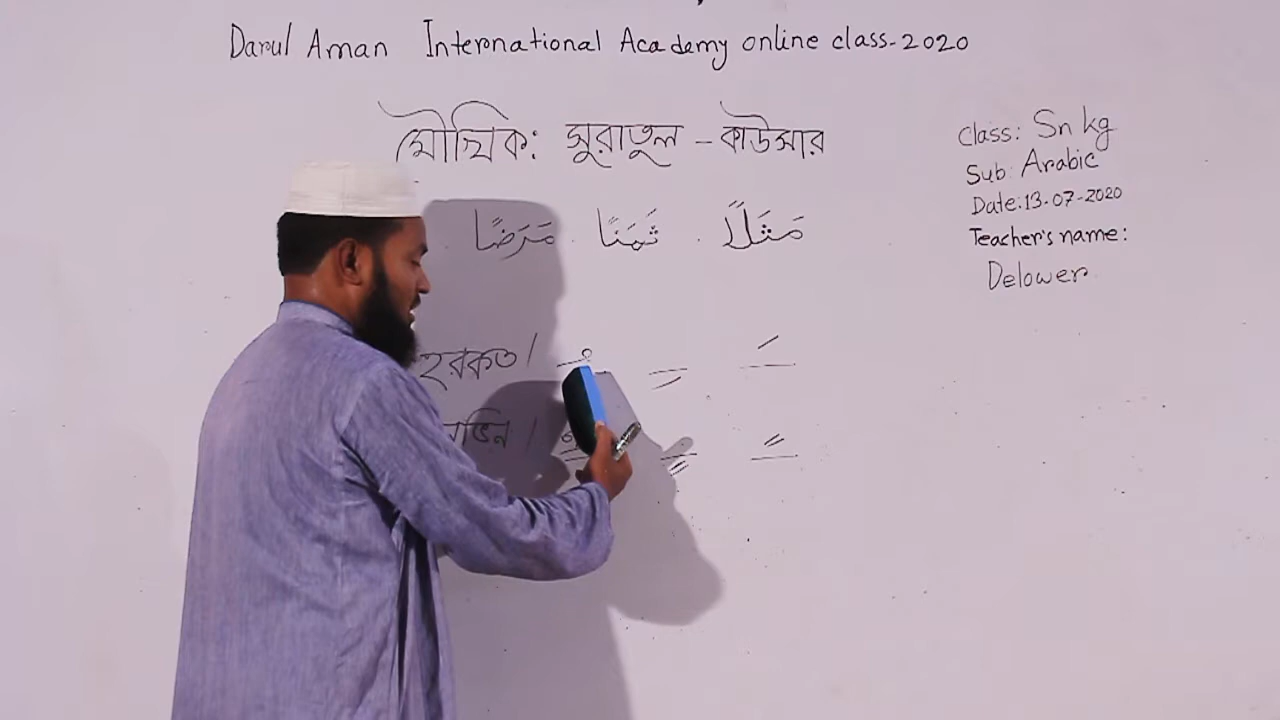 Darul Aman International Academy online class-2020
মৌখিক: সুরাতুল - কাউসার
Class: Sn kg
Sub: Arabic
Date: 13-07-2020
Teacher's name:
Delower
مَثَلًا . ثَمَنًا . مَرَضًا
হরকত /